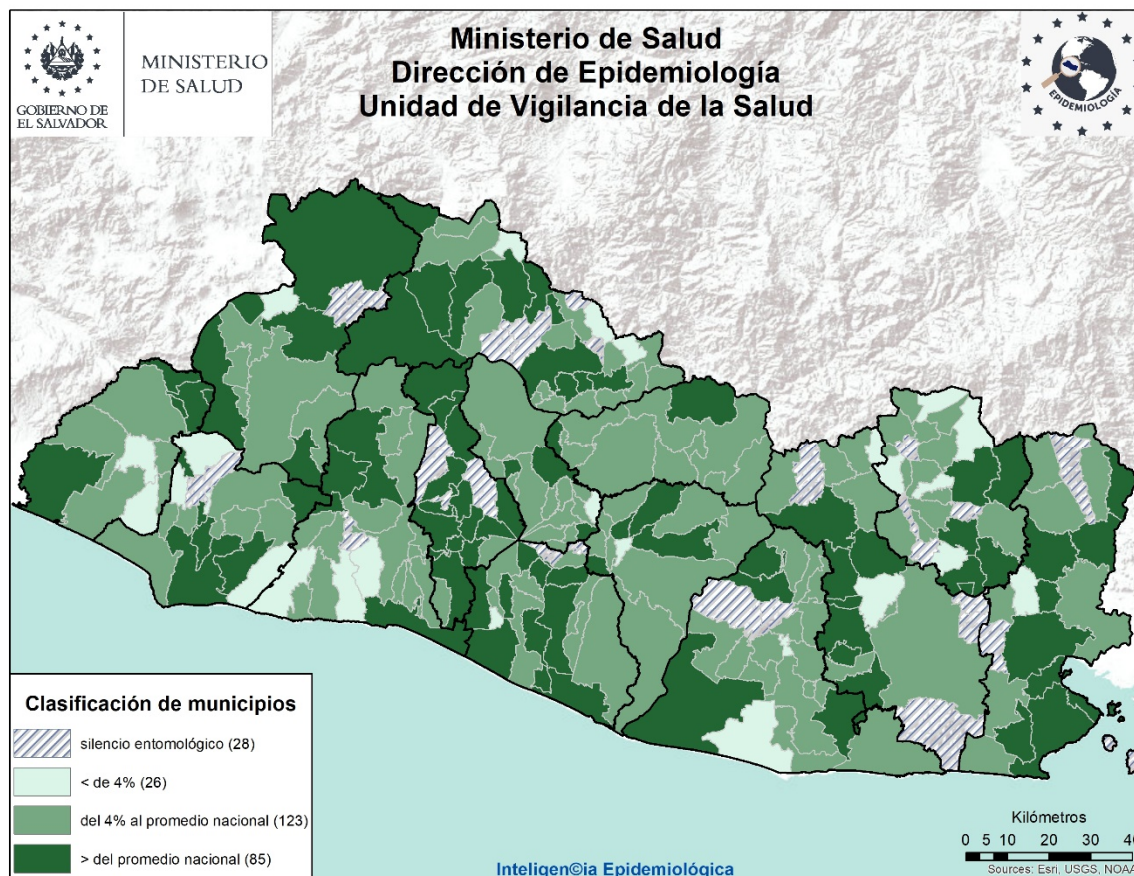 GOBIERNO DE
EL SALVADOR
MINISTERIO
DE SALUD
Ministerio de Salud
Dirección de Epidemiología
Unidad de Vigilancia de la Salud
EPIDEMIOLOGÍA
Clasificación de municipios
silencio entomológico (28)
< de 4% (26)
del 4% al promedio nacional (123)
> del promedio nacional (85)
Inteligen©ia Epidemiológica
Kilómetros
0 5 10 20 30 40
Sources: Esri, USGS, NOAA